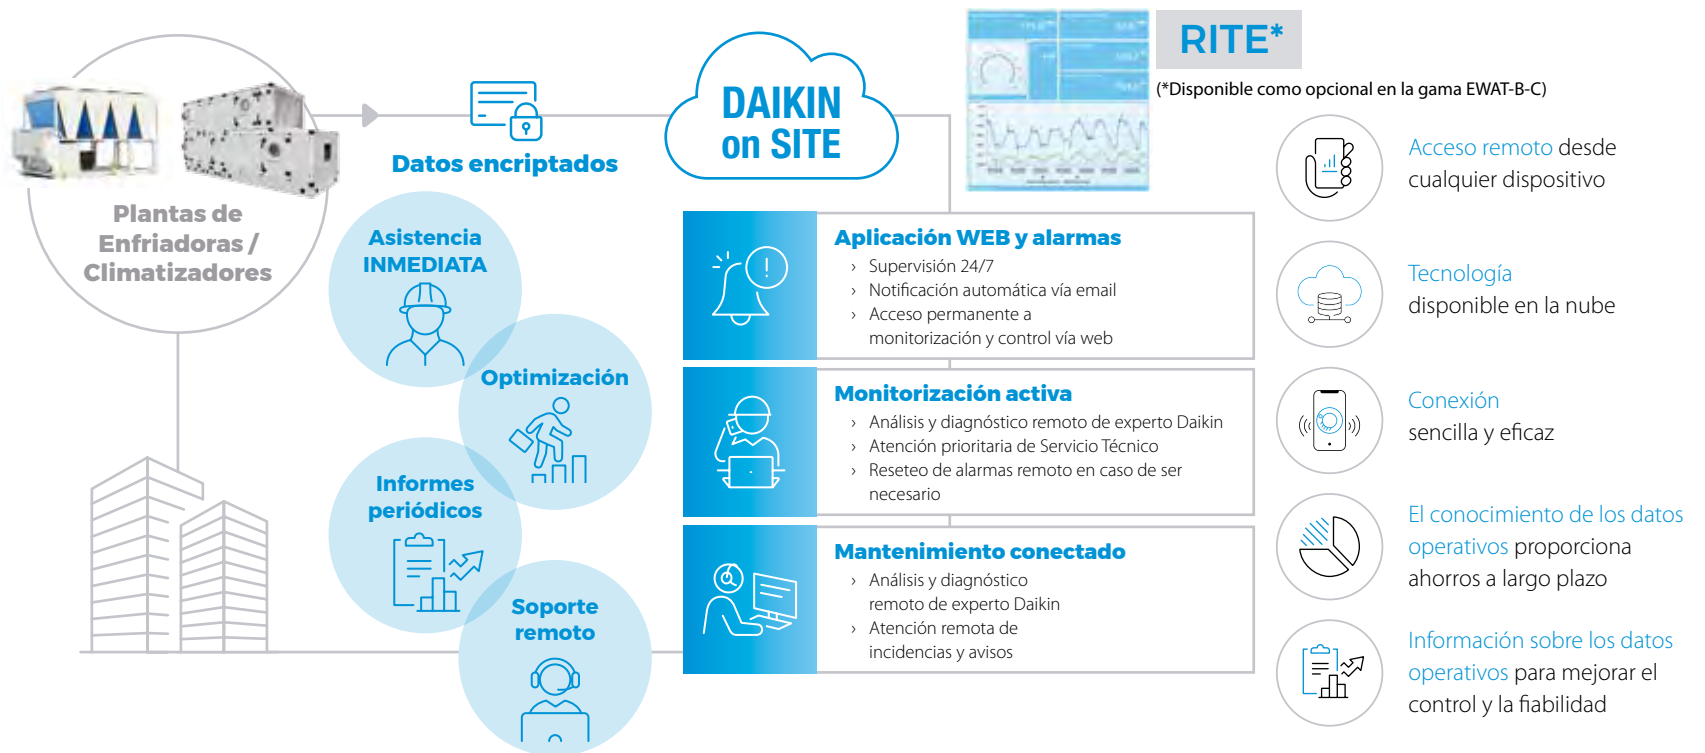 RITE*
(*Disponible como opcional en la gama EWAT-B-C)
DAIKIN
on SITE
Datos encriptados
Plantas de
Enfriadoras /
Climatizadores
Asistencia
INMEDIATA
Optimización
Informes
periódicos
Soporte
remoto
Aplicación WEB y alarmas
› Supervisión 24/7
› Notificación automática vía email
› Acceso permanente a
monitorización y control vía web
Monitorización activa
› Análisis y diagnóstico remoto de experto Daikin
› Atención prioritaria de Servicio Técnico
› Reseteo de alarmas remoto en caso de ser
necesario
Mantenimiento conectado
› Análisis y diagnóstico
remoto de experto Daikin
› Atención remota de
incidencias y avisos
Acceso remoto desde
cualquier dispositivo
Tecnología
disponible en la nube
Conexión
sencilla y eficaz
El conocimiento de los datos
operativos proporciona
ahorros a largo plazo
Información sobre los datos
operativos para mejorar el
control y la fiabilidad